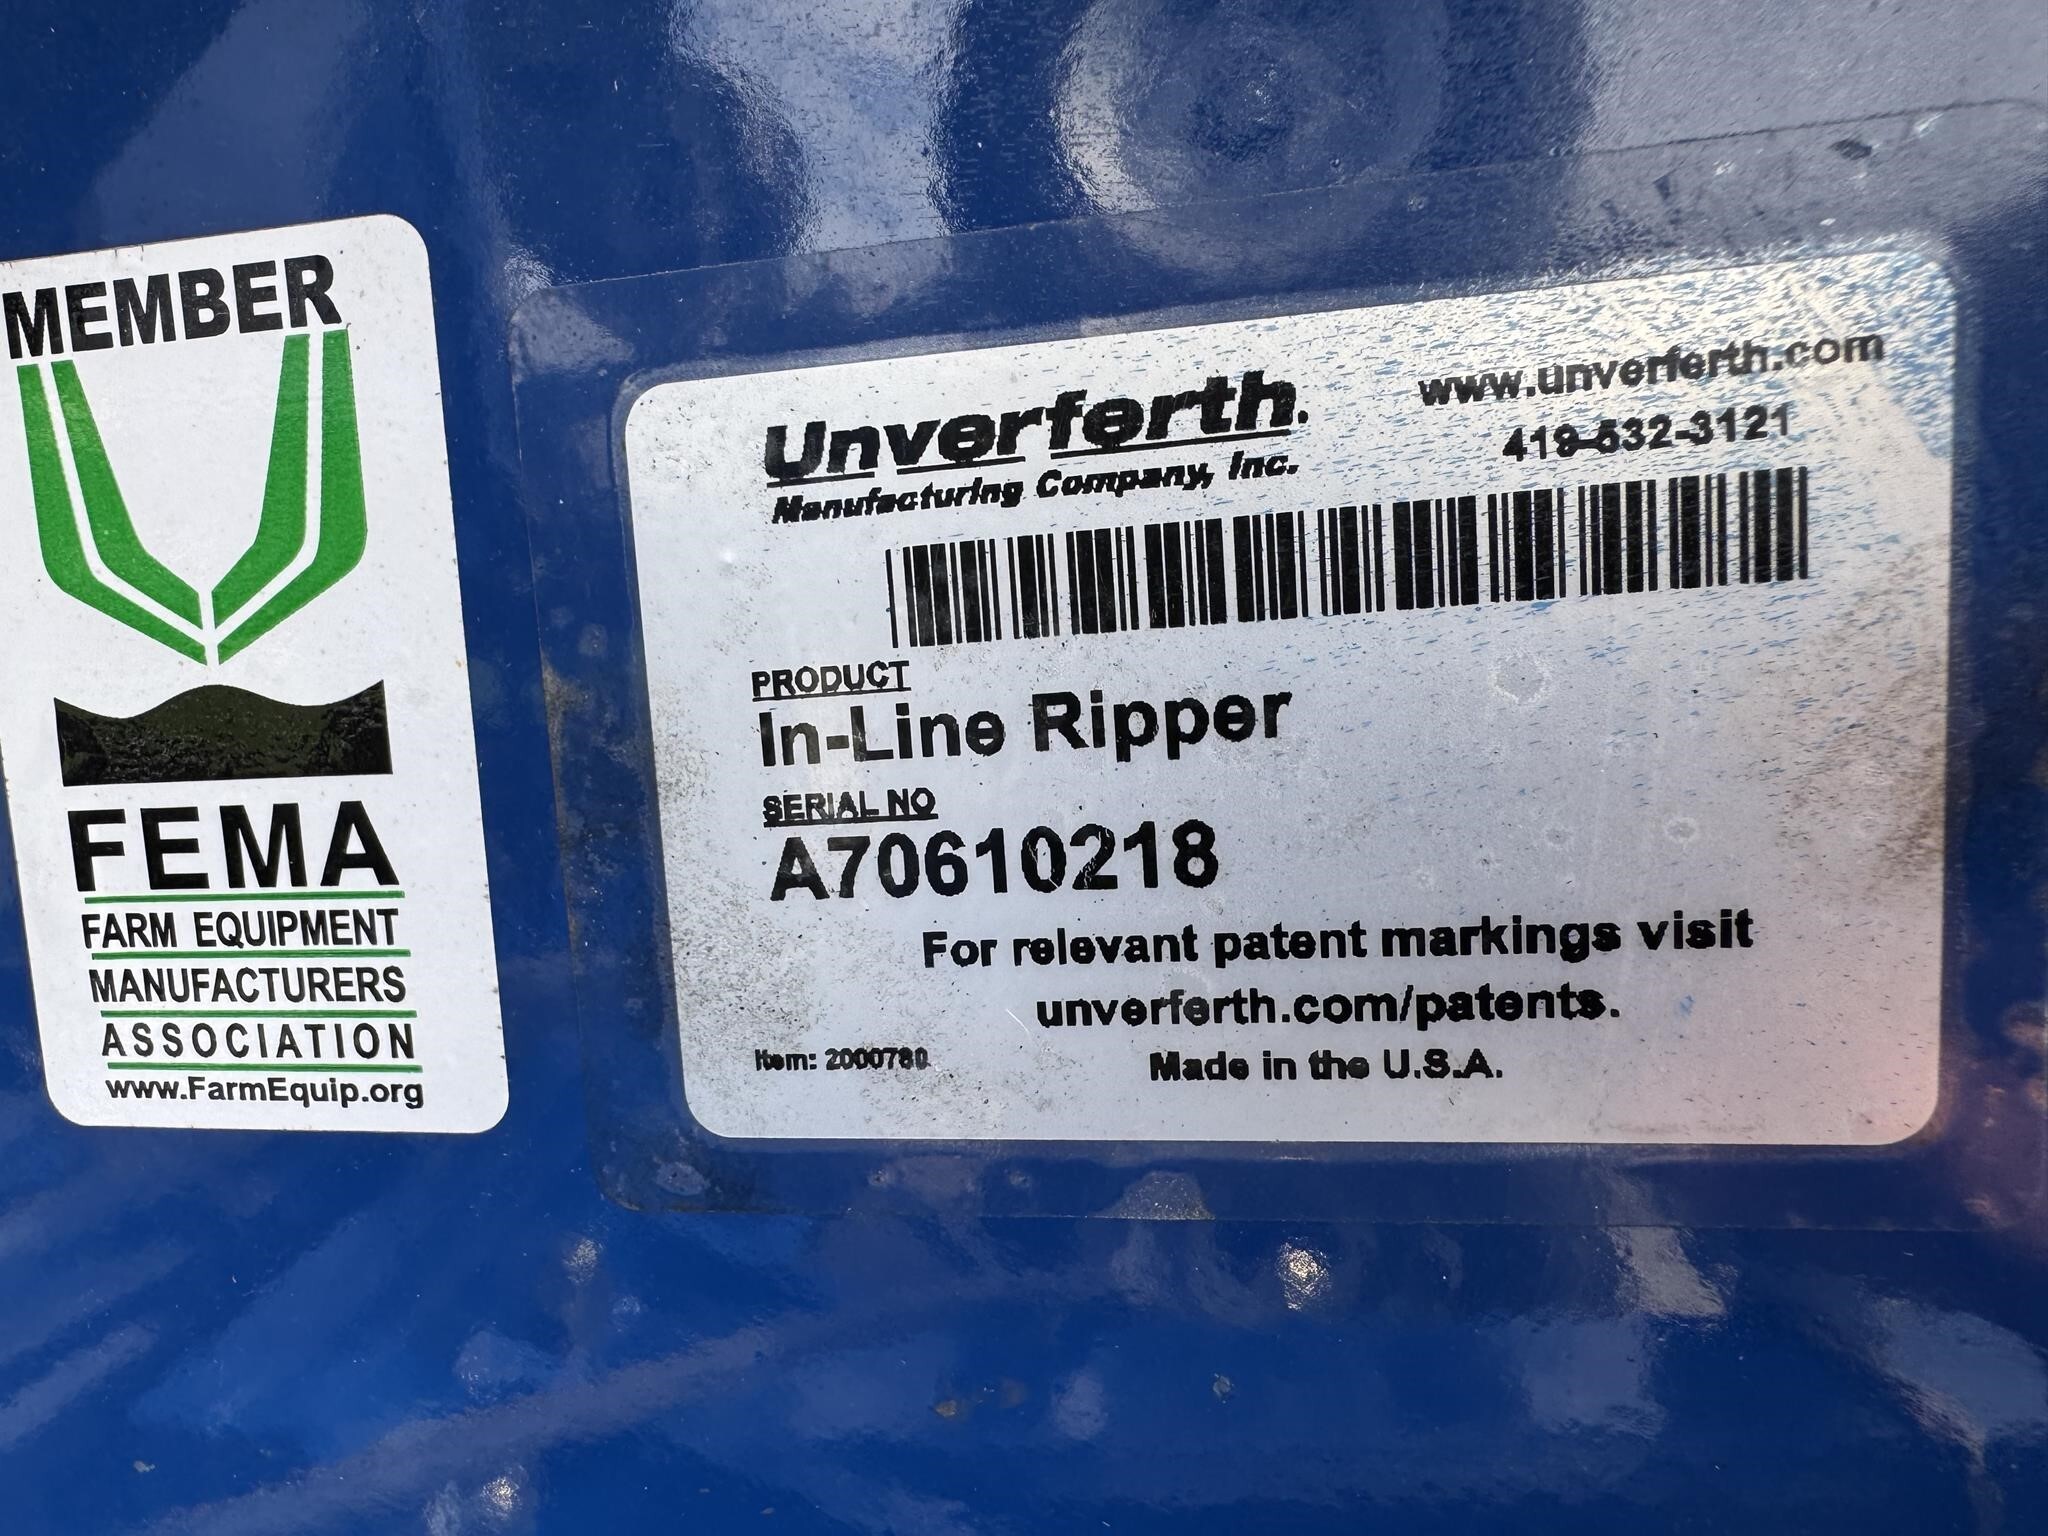 MEMBER
FEMA
FARM EQUIPMENT
MANUFACTURERS
ASSOCIATION
www.FarmEquip.org
Unverferth.
Manufacturing Company, Inc.
www.unverferth.com
419-532-3121
PRODUCT
In-Line Ripper
SERIAL NO
A70610218
For relevant patent markings visit
unverferth.com/patents.
Item: 2000780
Made in the U.S.A.